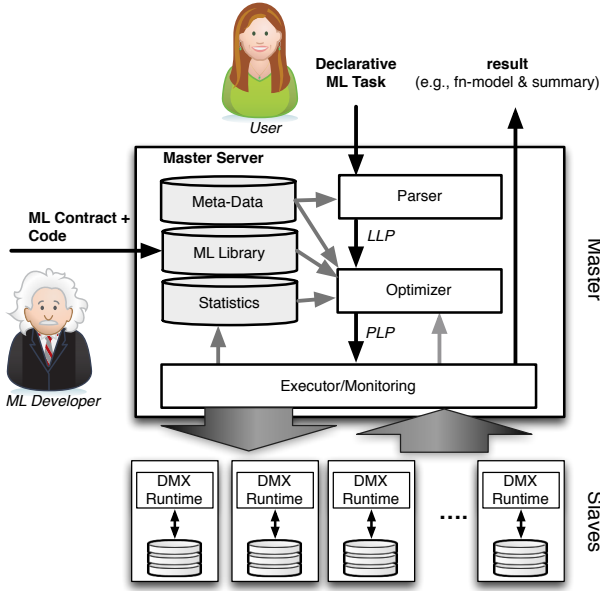 Declarative
ML Task
result
(e.g., fn-model & summary)
User
Master Server
Meta-Data
Parser
ML Contract +
Code
LLP
ML Library
Statistics
Optimizer
PLP
Master
ML Developer
Executor/Monitoring
DMX
Runtime
DMX
Runtime
DMX
Runtime
....
DMX
Runtime
Slaves